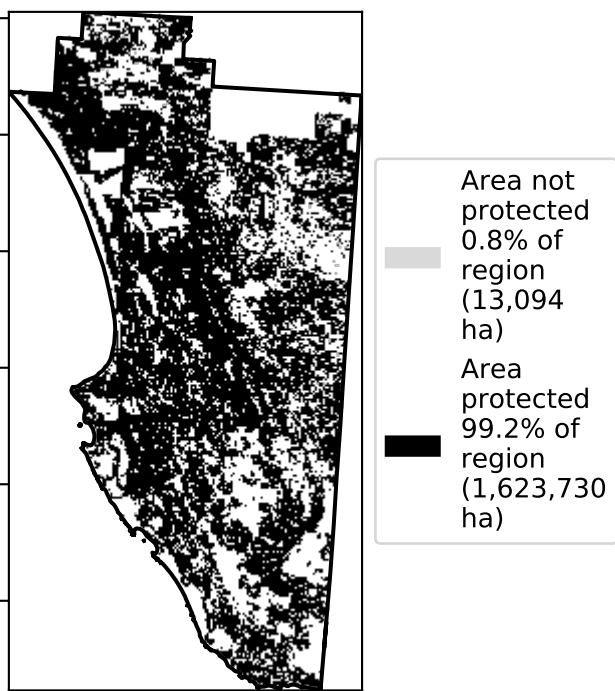 Area not
protected
0.8% of
region
(13,094
ha)
Area
protected
99.2% of
region
(1,623,730
ha)